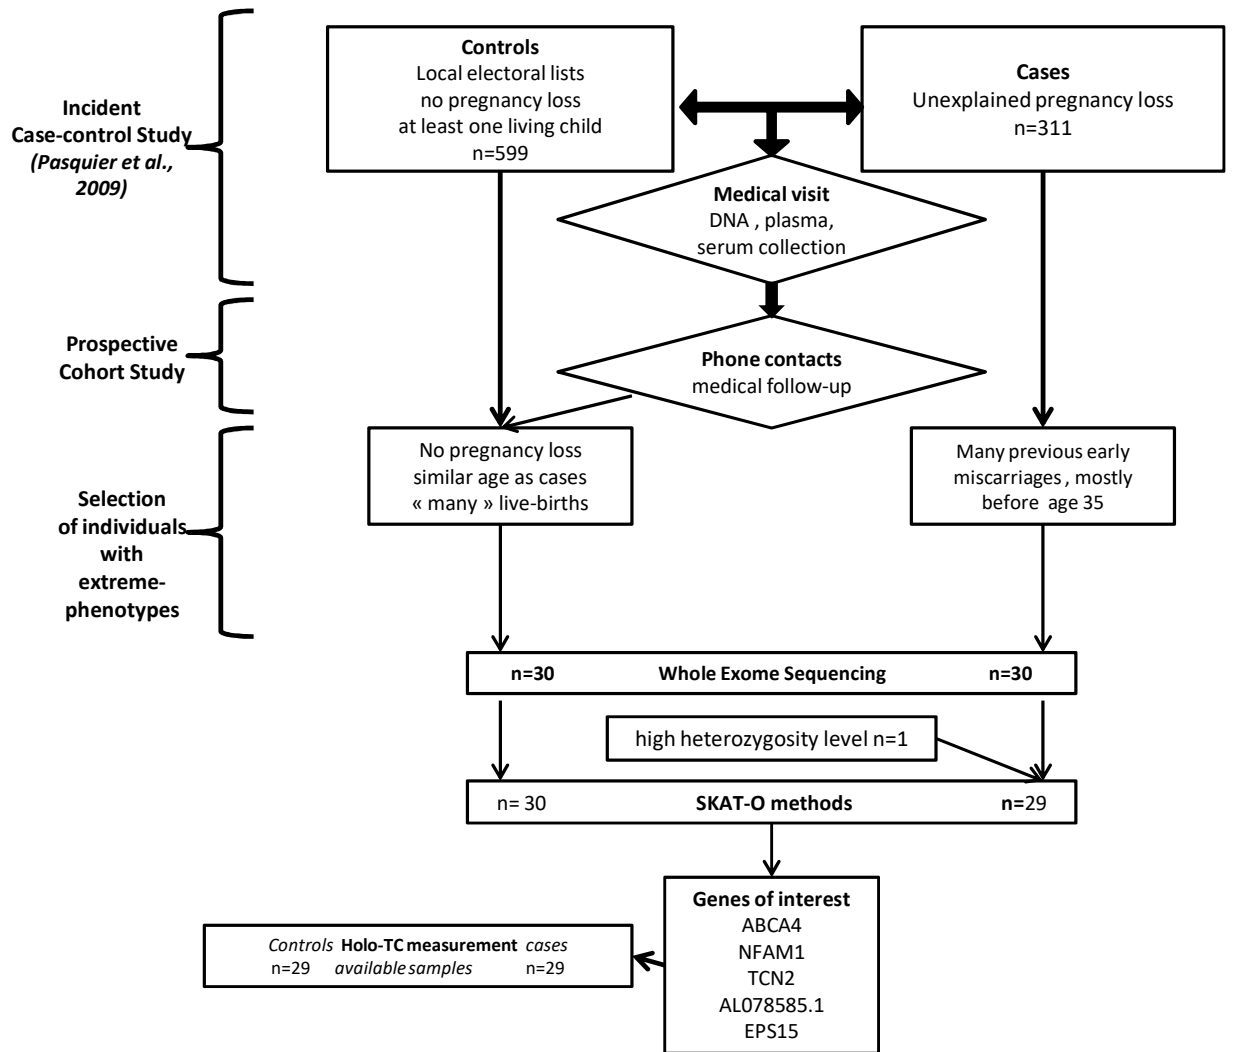 Incident
Case-control Study
(Pasquier et al.,
2009)
Controls
Local electoral lists
no pregnancy loss
at least one living child
n=599
Cases
Unexplained pregnancy loss
n=311
Medical visit
DNA , plasma,
serum collection
Prospective
Cohort Study
Phone contacts
medical follow-up
Selection
of individuals
with
extreme-
phenotypes
No pregnancy loss
similar age as cases
« many » live-births
Many previous early
miscarriages , mostly
before age 35
n=30 Whole Exome Sequencing n=30
high heterozygosity level n=1
n= 30 SKAT-O methods n=29
Genes of interest
ABCA4
NFAM1
TCN2
AL078585.1
EPS15
Controls Holo-TC measurement cases
n=29 available samples n=29